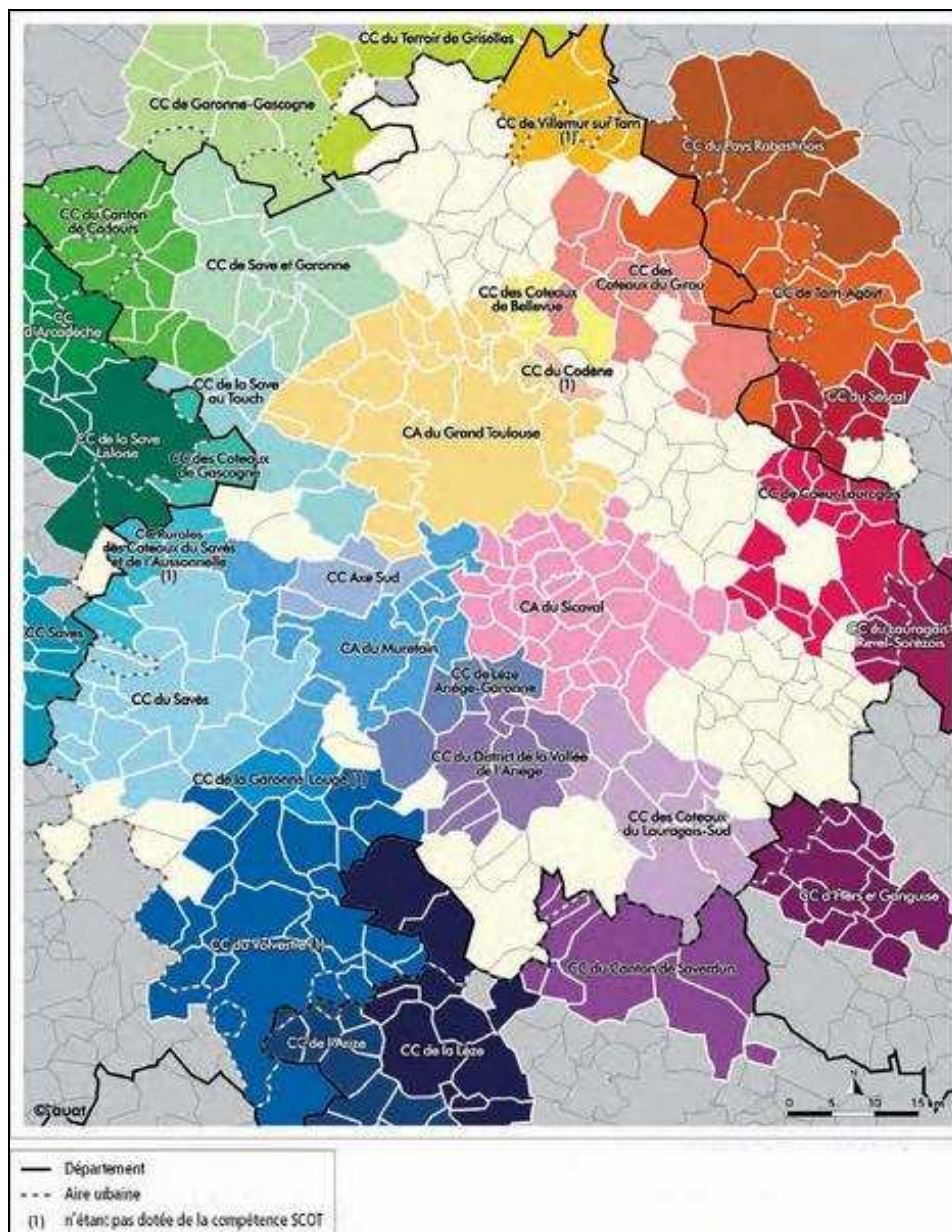 CC du Terroir de Grisolles
CC de Garonne-Gascogne
CC de Villemur sur Tarn
(1)
CC du Pays Rabastinois
CC du Canton
de Cadours
CC de Save et Garonne
CC des
Coteaux du Girou
CC des Coteaux
de Bellevue
CC de Tarn-Agout
CC
d'Arcadèche
CC de la Save
au Touch
CC du Codène
(1)
CC du Sescal
CC de la Save
Lisloise
CA du Grand Toulouse
CC des Coteaux
de Gascogne
CC de Coeur Lauragais
CC Rurales
des Coteaux du Savès
et de l'Aussonnelle
(1)
CC Axe Sud
CA du Sicoval
CC Saves
CA du Muretain
CC du Lauragais
Revel-Sorézois
CC du Savès
CC de Lèze
Ariège-Garonne
CC du District de la Vallée
de l'Ariège
CC de la Garonne Louge (1)
CC des Coteaux
du Lauragais-Sud
CC d'Hers et Ganguise
CC du Volvestre (1)
CC du Canton de Saverdun
CC de l'Arize
CC de la Lèze
N
©auat
0 5 10 15 km
Département
Aire urbaine
(1) n'étant pas dotée de la compétence SCOT